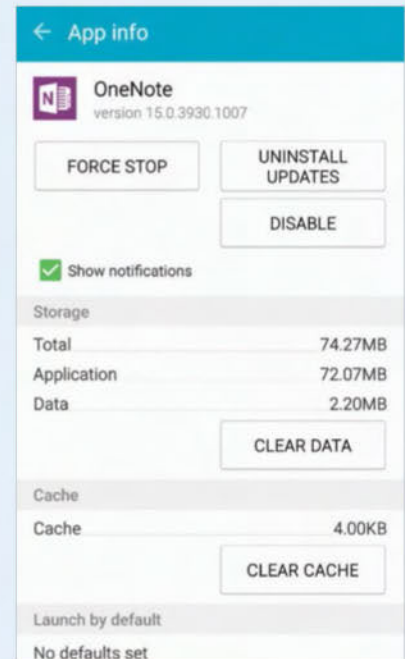 ← App info
N
OneNote
version 15.0.3930.1007
FORCE STOP
UNINSTALL
UPDATES
DISABLE
Show notifications
Storage
Total 74.27MB
Application 72.07MB
Data 2.20MB
CLEAR DATA
Cache
Cache 4.00KB
CLEAR CACHE
Launch by default
No defaults set